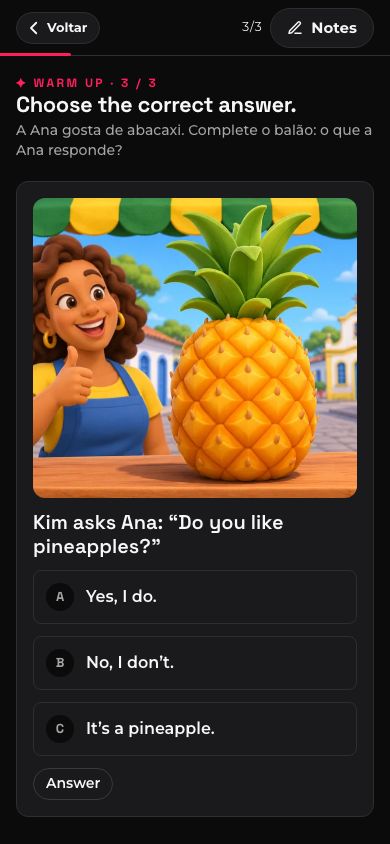 Voltar
3/3
Notes
WARM UP · 3 / 3
Choose the correct answer.
A Ana gosta de abacaxi. Complete o balão: o que a
Ana responde?
Kim asks Ana: “Do you like
pineapples?”
A Yes, I do.
B No, I don’t.
C It’s a pineapple.
Answer